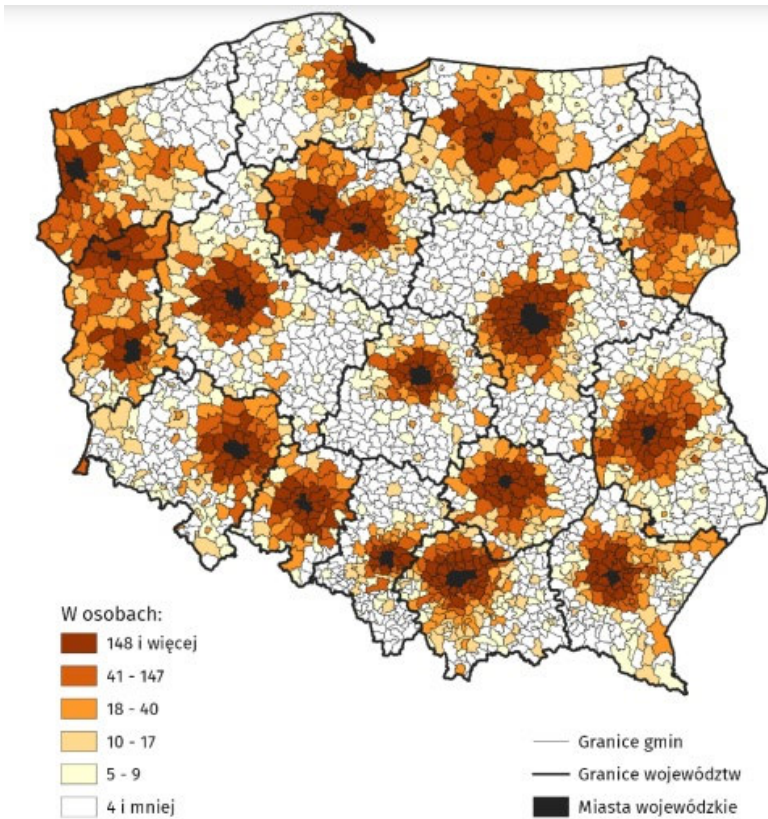 W osobach:
148 i więcej
41 - 147
18 - 40
10 - 17
5 - 9
4 i mniej
Granice gmin
Granice województw
Miasta wojewódzkie